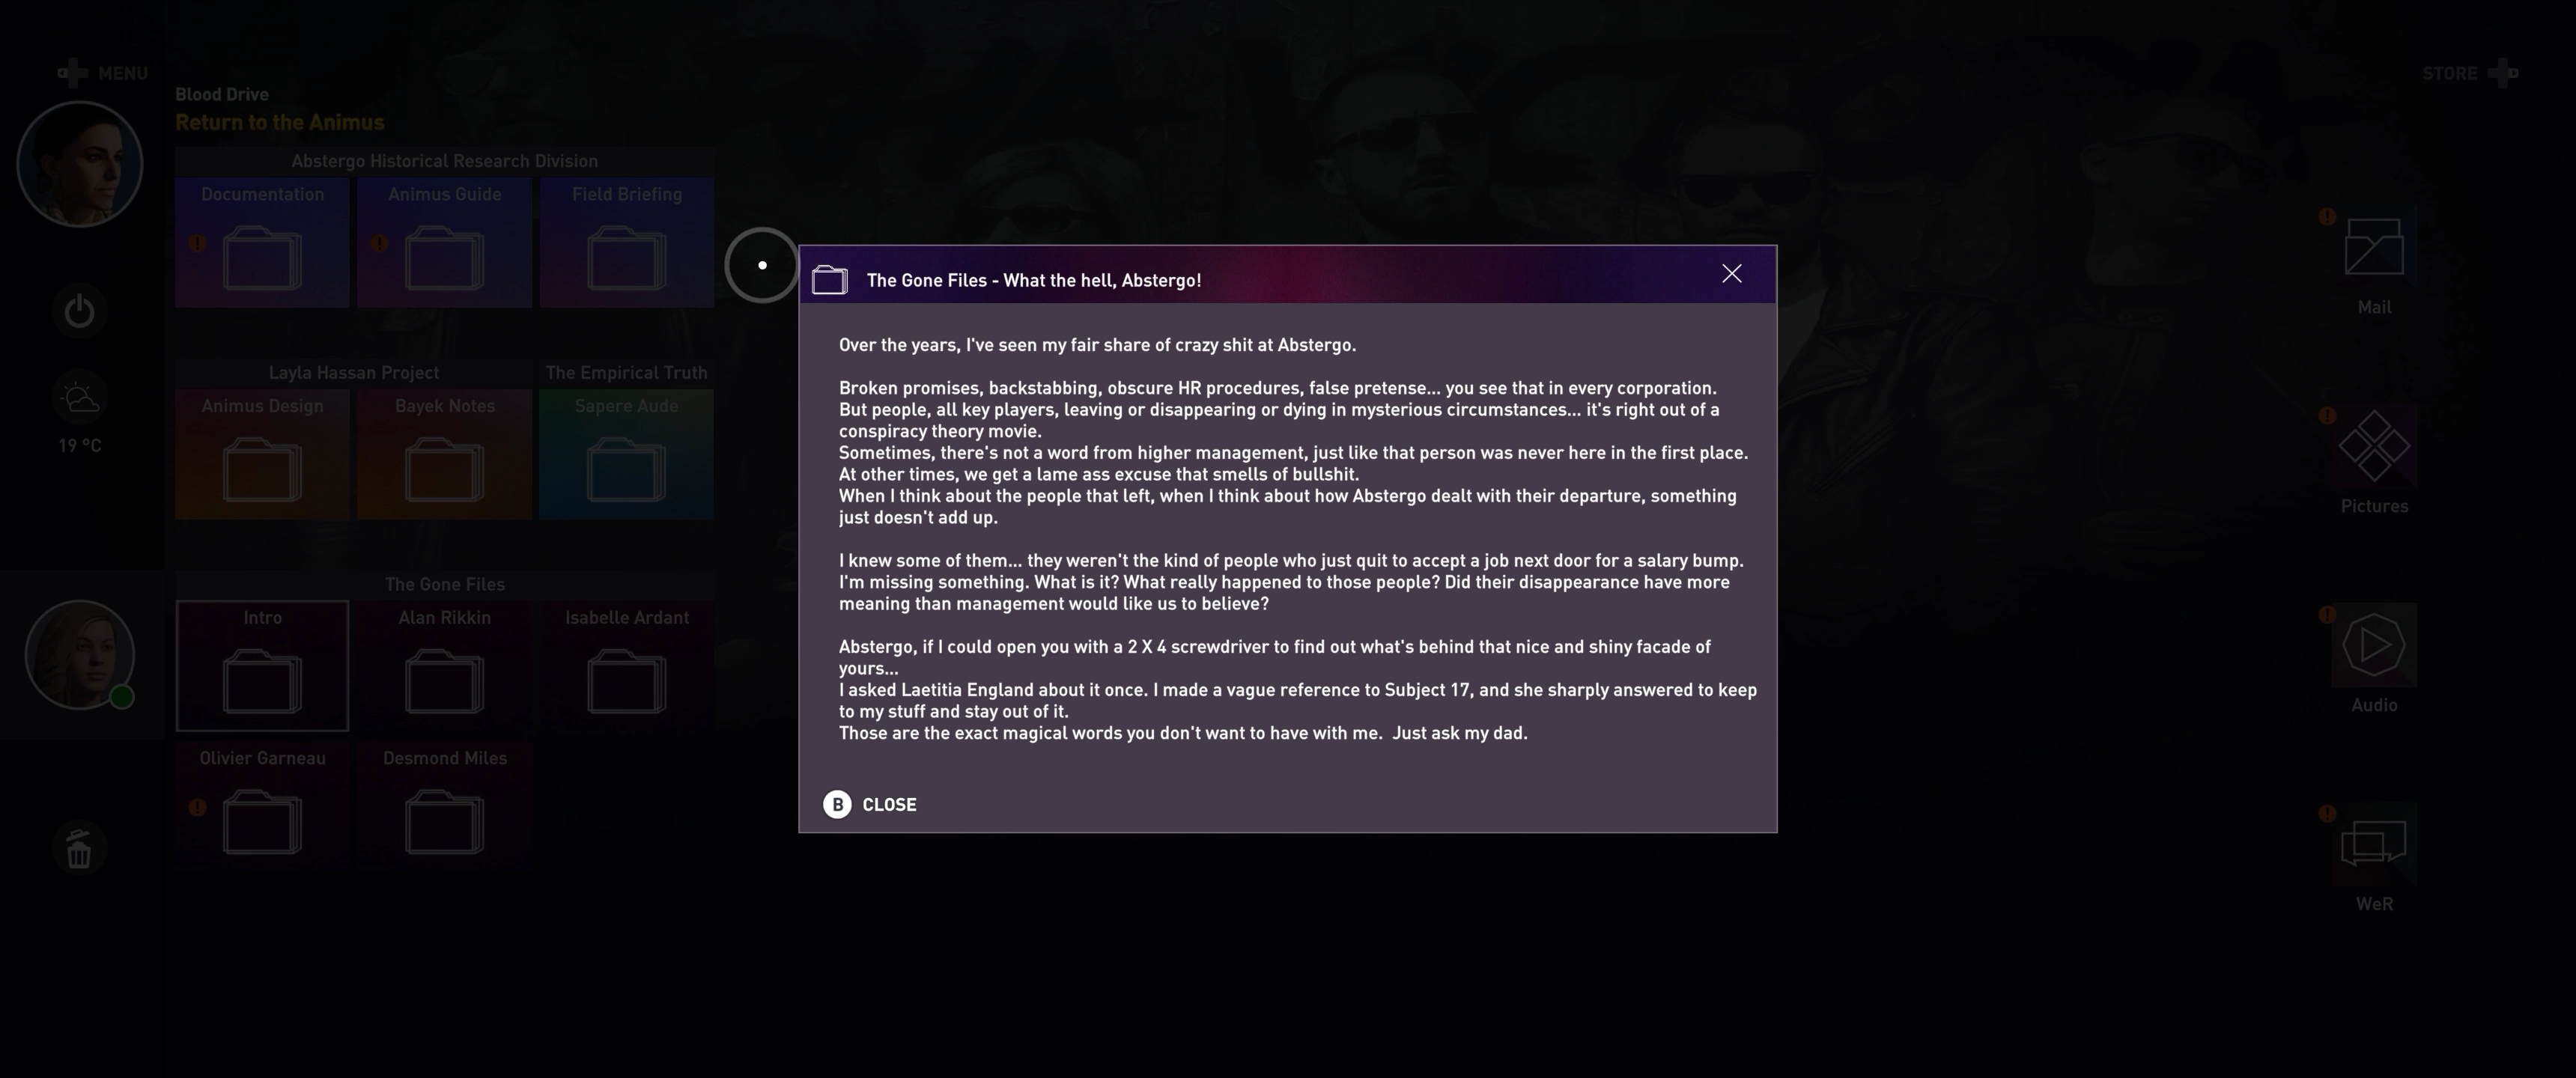 MENU
STORE
Blood Drive
Return to the Animus
Abstergo Historical Research Division
Documentation
Animus Guide
Field Briefing
19 °C
Layla Hassan Project
The Empirical Truth
Animus Design
Bayek Notes
Sapere Aude
The Gone Files
Intro
Alan Rikkin
Isabelle Ardant
Olivier Garneau
Desmond Miles
The Gone Files - What the hell, Abstergo!
Over the years, I've seen my fair share of crazy shit at Abstergo.
Broken promises, backstabbing, obscure HR procedures, false pretense... you see that in every corporation.
But people, all key players, leaving or disappearing or dying in mysterious circumstances... it's right out of a
conspiracy theory movie.
Sometimes, there's not a word from higher management, just like that person was never here in the first place.
At other times, we get a lame ass excuse that smells of bullshit.
When I think about the people that left, when I think about how Abstergo dealt with their departure, something
just doesn't add up.
I knew some of them... they weren't the kind of people who just quit to accept a job next door for a salary bump.
I'm missing something. What is it? What really happened to those people? Did their disappearance have more
meaning than management would like us to believe?
Abstergo, if I could open you with a 2 X 4 screwdriver to find out what's behind that nice and shiny facade of
yours...
I asked Laetitia England about it once. I made a vague reference to Subject 17, and she sharply answered to keep
to my stuff and stay out of it.
Those are the exact magical words you don't want to have with me.  Just ask my dad.
B CLOSE
Mail
Pictures
Audio
WeR